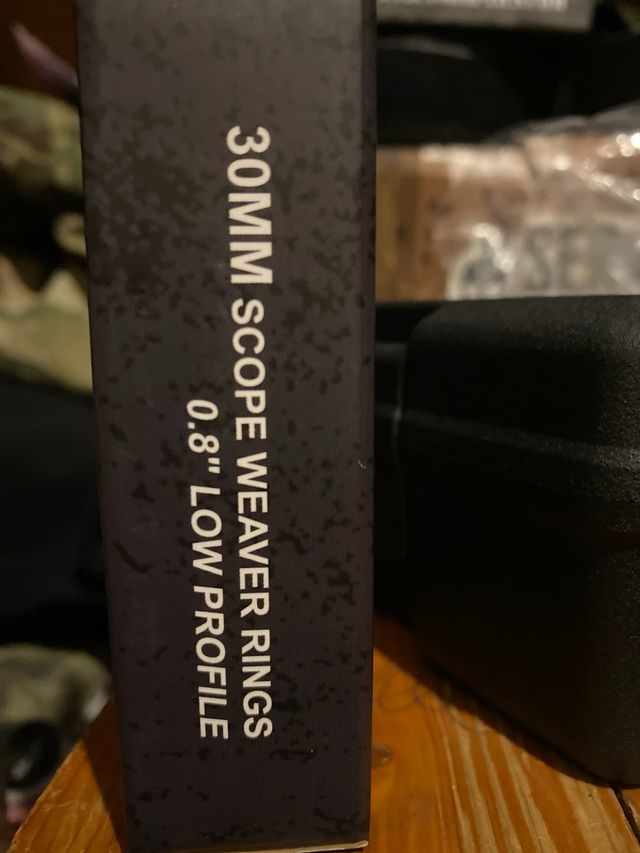 30MM SCOPE WEAVER RINGS
0.8" LOW PROFILE